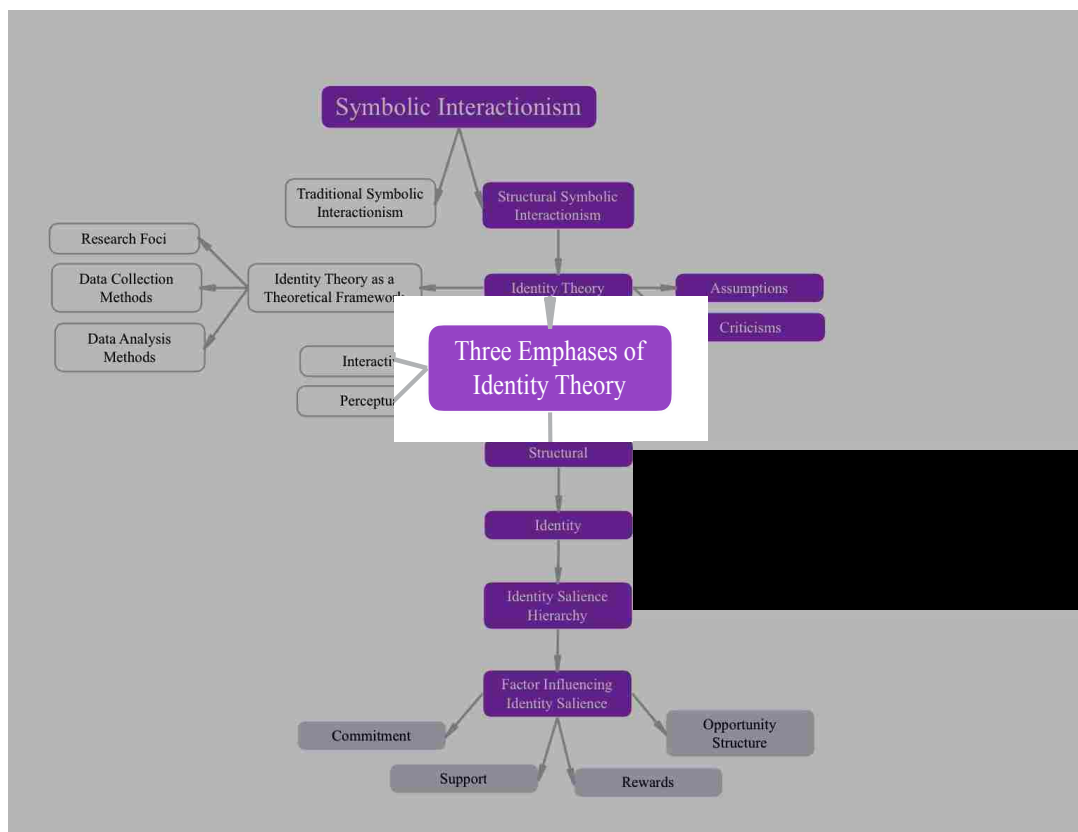 Symbolic Interactionism
Traditional Symbolic
Interactionism
Structural Symbolic
Interactionism
Research Foci
Data Collection
Methods
Data Analysis
Methods
Identity Theory as a
Theoretical Framework
Identity Theory
Assumptions
Criticisms
Three Emphases of
Identity Theory
Structural
Identity
Identity Salience
Hierarchy
Factor Influencing
Identity Salience
Commitment
Support
Rewards
Opportunity
Structure